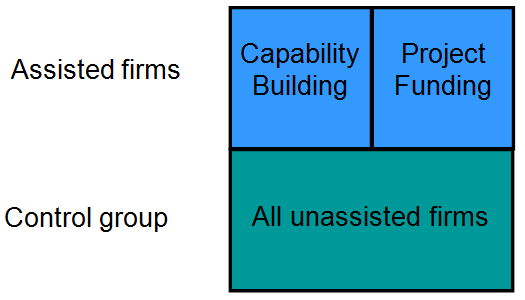 Assisted firms
Capability
Building
Project
Funding
Control group
All unassisted firms